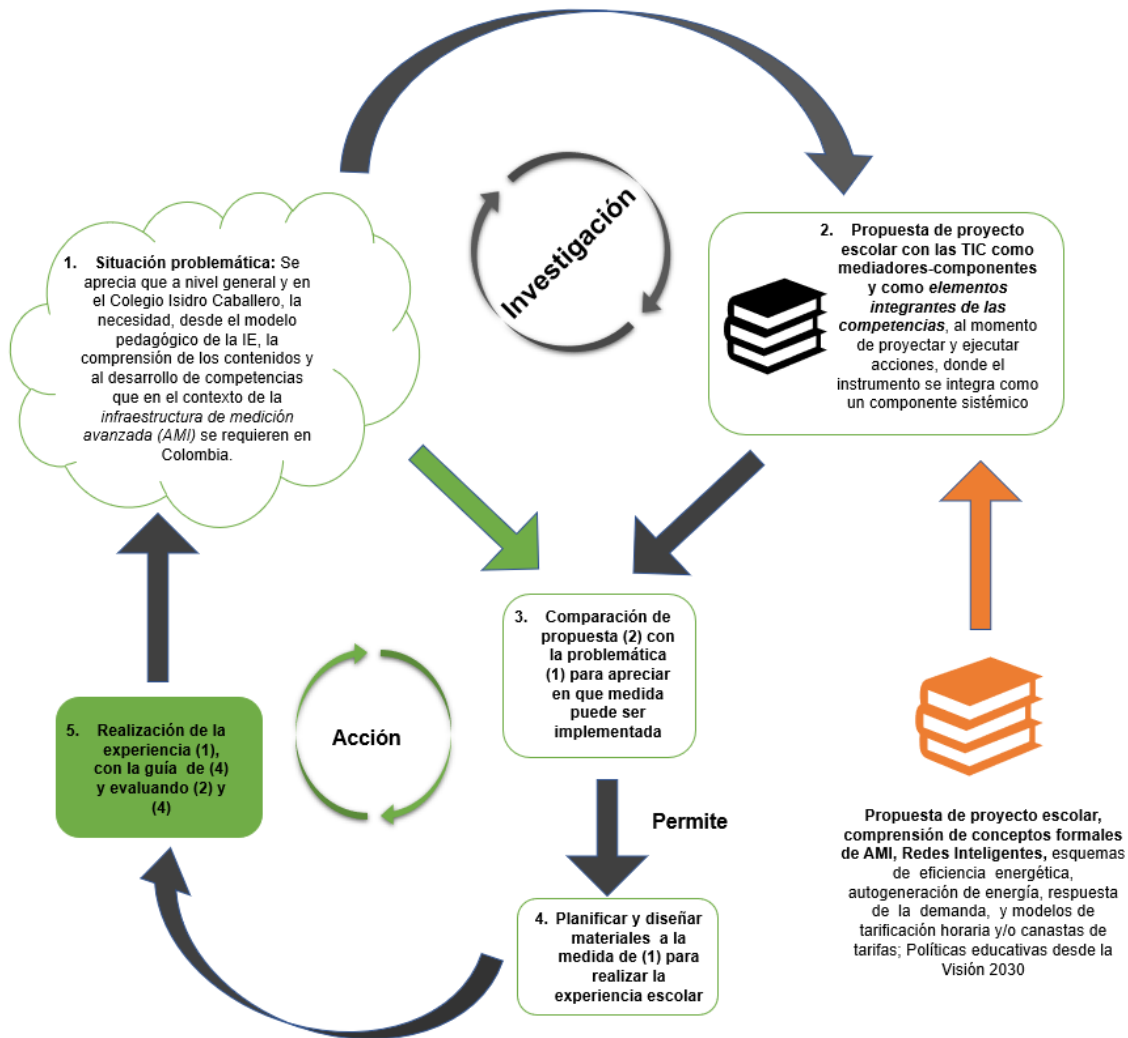 1. Situación problemática: Se
aprecia que a nivel general y en
el Colegio Isidro Caballero, la
necesidad, desde el modelo
pedagógico de la IE, la
comprensión de los contenidos y
al desarrollo de competencias
que en el contexto de la
infraestructura de medición
avanzada (AMI) se requieren en
Colombia.
Investigación
2. Propuesta de proyecto
escolar con las TIC como
mediadores-componentes
y como elementos
integrantes de las
competencias, al momento
de proyectar y ejecutar
acciones, donde el
instrumento se integra como
un componente sistémico
3. Comparación de
propuesta (2) con
la problemática
(1) para apreciar
en que medida
puede ser
implementada
Acción
5. Realización de la
experiencia (1),
con la guía de (4)
y evaluando (2) y
(4)
Permite
4. Planificar y diseñar
materiales a la
medida de (1) para
realizar la
experiencia escolar
Propuesta de proyecto escolar,
comprensión de conceptos formales
de AMI, Redes Inteligentes, esquemas
de eficiencia energética,
autogeneración de energía, respuesta
de la demanda, y modelos de
tarificación horaria y/o canastas de
tarifas; Políticas educativas desde la
Visión 2030